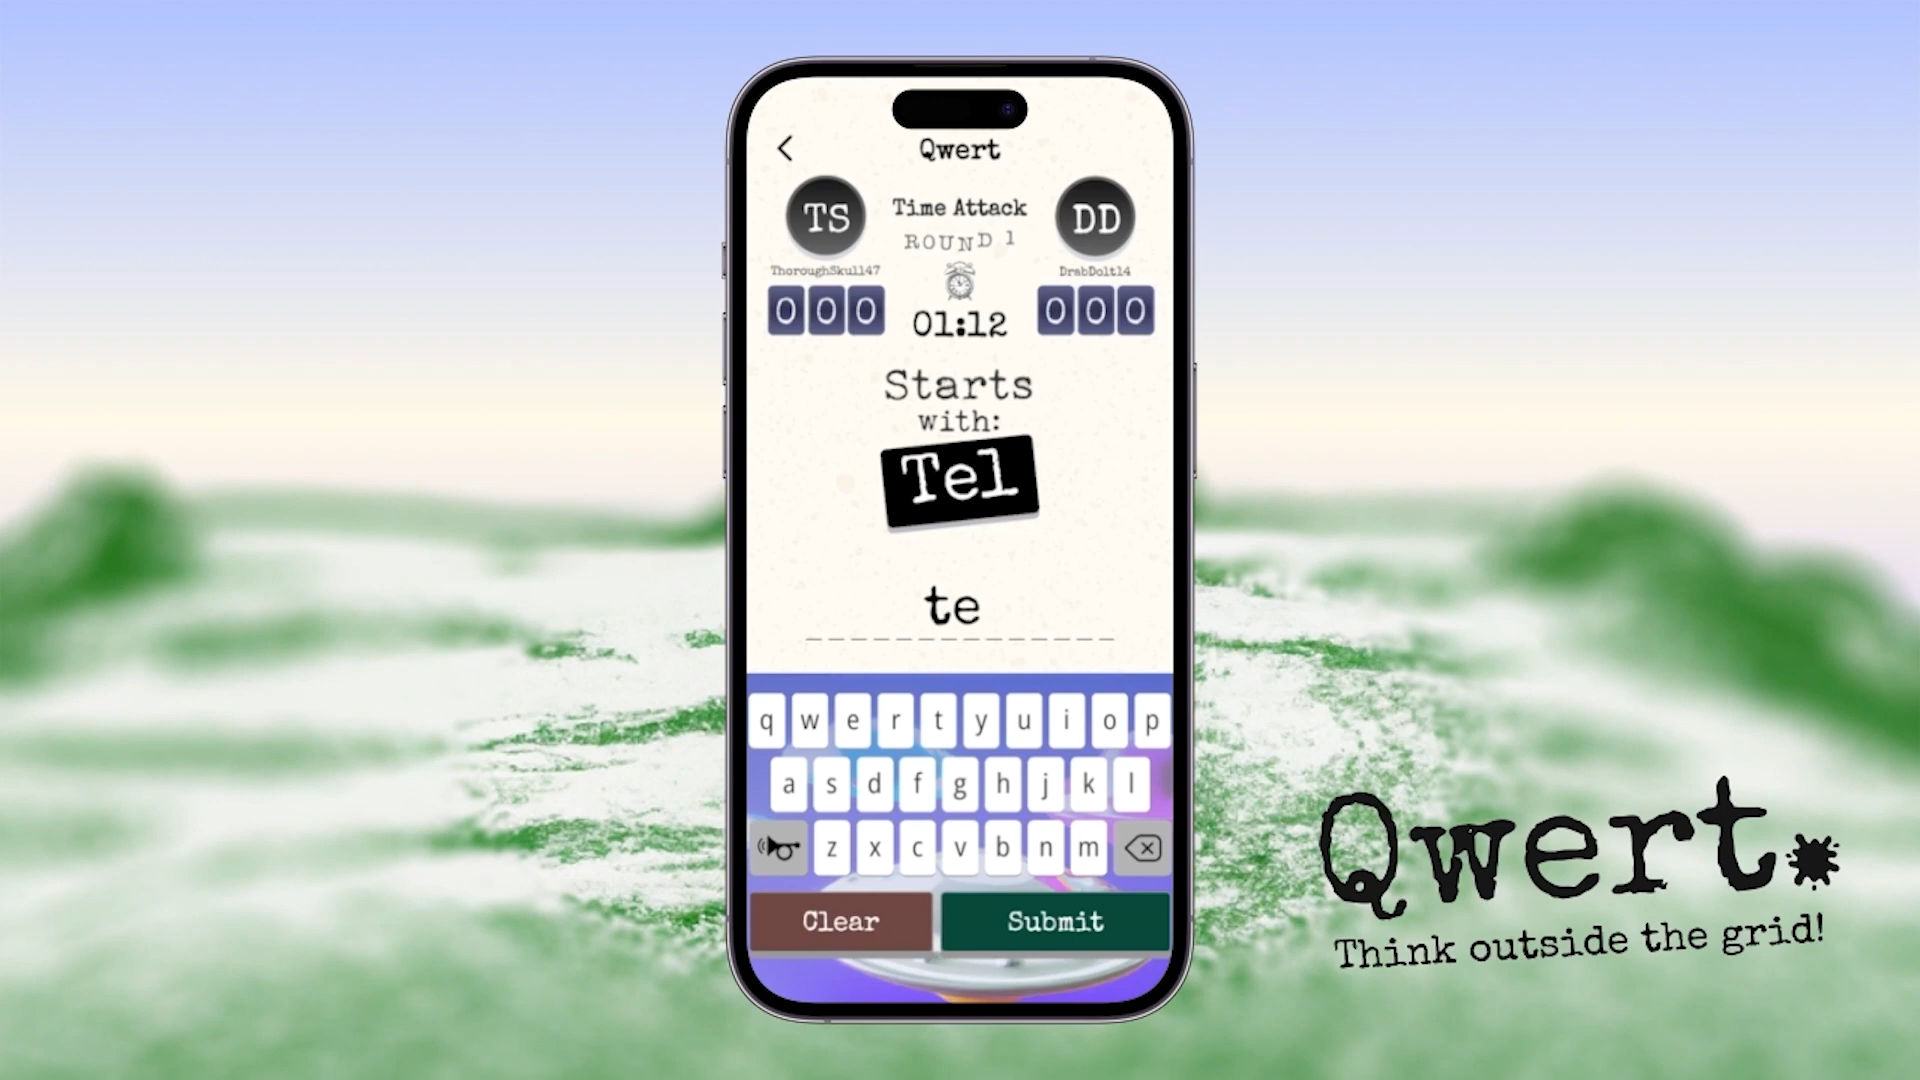 Qwert
TS
Time Attack
DD
ROUND 1
ThoroughSkull47
DrabDolt14
000
01:12
000
Starts
with:
Tel
te
q w e r t y u i o p
a s d f g h j k l
z x c v b n m
Clear
Submit
Qwert.
Think outside the grid!